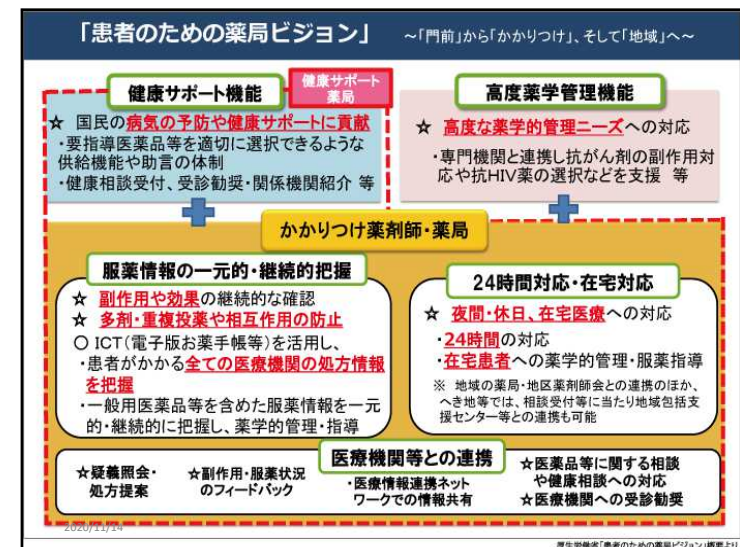 「患者のための薬局ビジョン」 ～「門前」から「かかりつけ」、そして「地域」へ～
健康サポート機能
健康サポート
薬局
☆ 国民の病気の予防や健康サポートに貢献
・要指導医薬品等を適切に選択できるような
供給機能や助言の体制
・健康相談受付、受診勧奨・関係機関紹介 等
高度薬学管理機能
☆ 高度な薬学的管理ニーズへの対応
・専門機関と連携し抗がん剤の副作用対
応や抗HIV薬の選択などを支援 等
かかりつけ薬剤師・薬局
服薬情報の一元的・継続的把握
☆ 副作用や効果の継続的な確認
☆ 多剤・重複投薬や相互作用の防止
○ ICT(電子版お薬手帳等)を活用し、
・患者がかかる全ての医療機関の処方情報
を把握
・一般用医薬品等を含めた服薬情報を一元
的・継続的に把握し、薬学的管理・指導
24時間対応・在宅対応
☆ 夜間・休日、在宅医療への対応
・24時間の対応
・在宅患者への薬学的管理・服薬指導
※ 地域の薬局・地区薬剤師会との連携のほか、
へき地等では、相談受付等に当たり地域包括支
援センター等との連携も可能
医療機関等との連携
☆疑義照会・
処方提案
☆副作用・服薬状況
のフィードバック
・医療情報連携ネット
ワークでの情報共有
☆医薬品等に関する相談
や健康相談への対応
☆医療機関への受診勧奨
2020/11/14
厚生労働省「患者のための薬局ビジョン」概要より